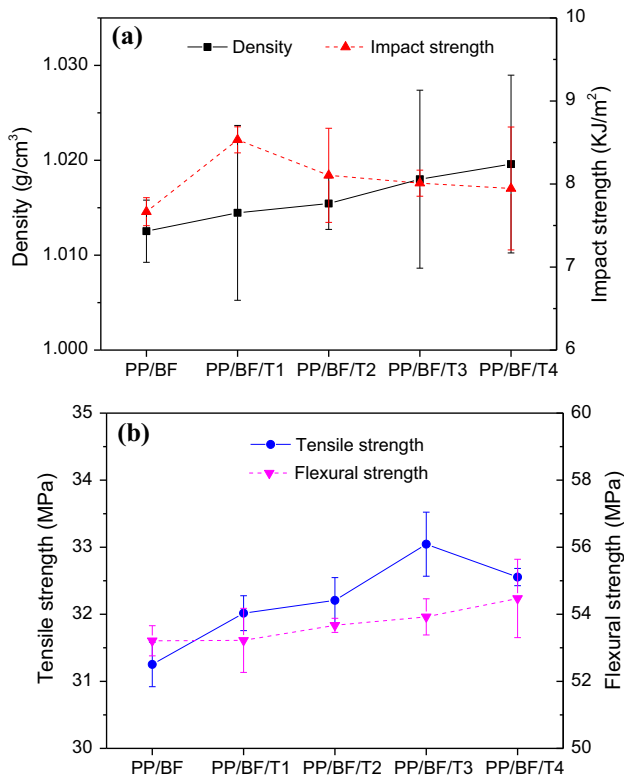 (a)
Density
Impact strength
Density (g/cm³)
1.030
1.020
1.010
1.000
Impact strength (KJ/m²)
10
9
8
7
6
PP/BF
PP/BF/T1
PP/BF/T2
PP/BF/T3
PP/BF/T4
(b)
Tensile strength
Flexural strength
Tensile strength (MPa)
35
34
33
32
31
30
Flexural strength (MPa)
60
58
56
54
52
50
PP/BF
PP/BF/T1
PP/BF/T2
PP/BF/T3
PP/BF/T4